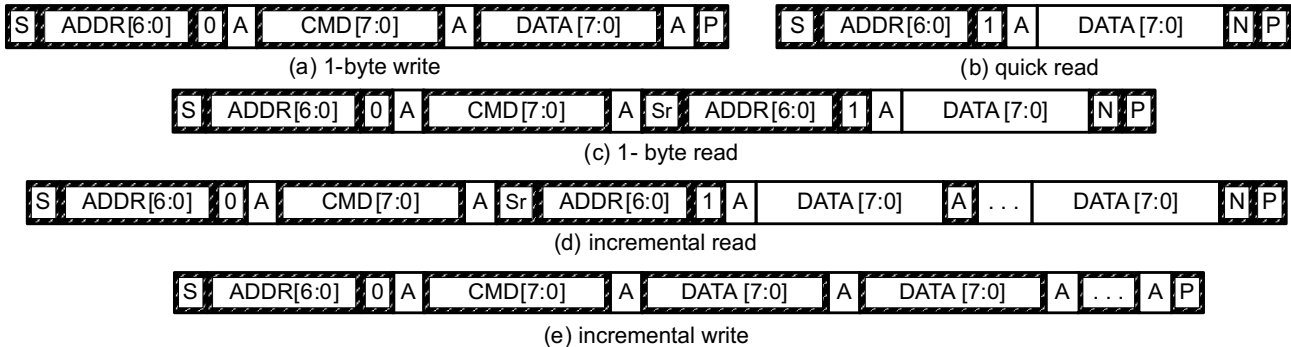 S ADDR[6:0] 0 A CMD[7:0] A DATA[7:0] A P
(a) 1-byte write
S ADDR[6:0] 1 A DATA[7:0] N P
(b) quick read
S ADDR[6:0] 0 A CMD[7:0] A Sr ADDR[6:0] 1 A DATA[7:0] N P
(c) 1- byte read
S ADDR[6:0] 0 A CMD[7:0] A Sr ADDR[6:0] 1 A DATA[7:0] A . . . DATA[7:0] N P
(d) incremental read
S ADDR[6:0] 0 A CMD[7:0] A DATA[7:0] A DATA[7:0] A . . . A P
(e) incremental write